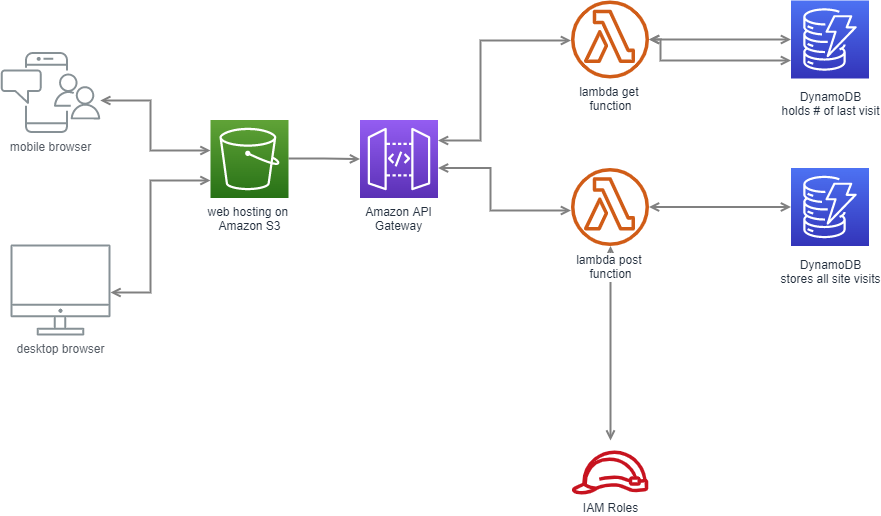 lambda get
function
DynamoDB
holds # of last visit
mobile browser
web hosting on
Amazon S3
</>
Amazon API
Gateway
lambda post
function
DynamoDB
stores all site visits
desktop browser
IAM Roles